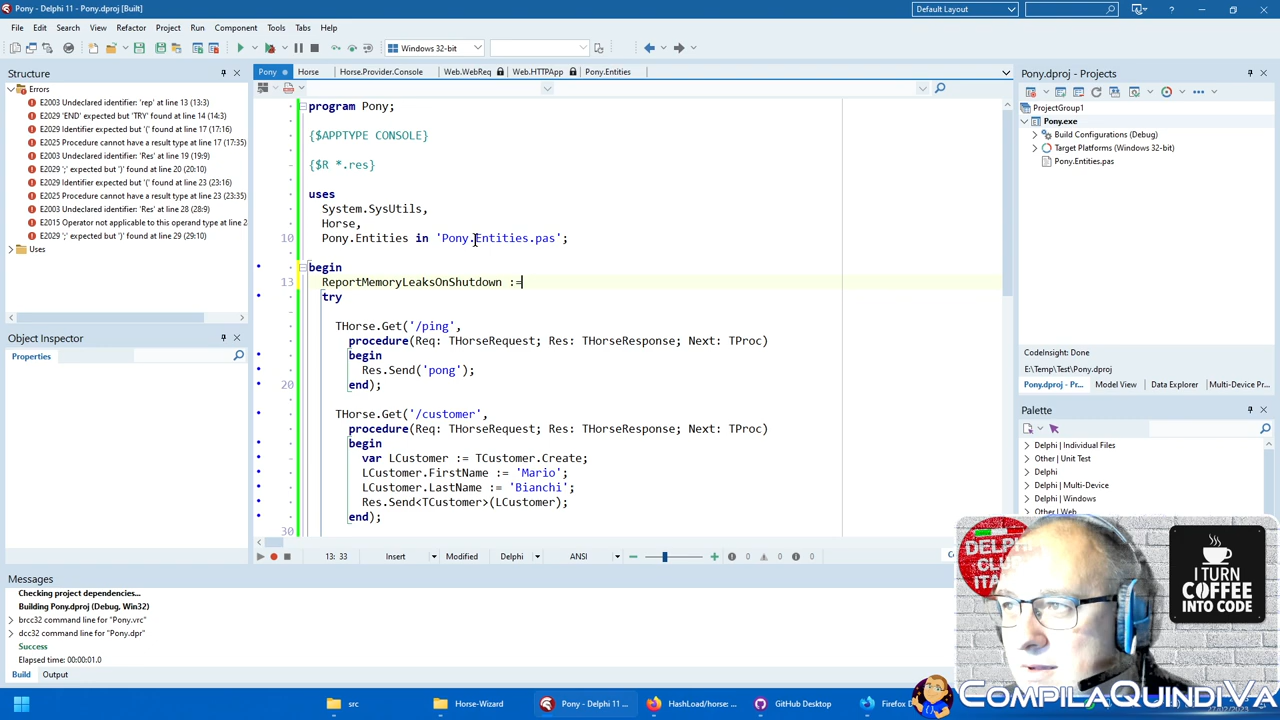 Pony - Delphi 11 - Pony.dproj [Built]
Default Layout
File Edit Search View Refactor Project Run Component Tools Tabs Help
Windows 32-bit
Structure
Errors
E2003 Undeclared identifier: 'rep' at line 13 (13:3)
E2029 'END' expected but 'TRY' found at line 14 (14:3)
E2029 Identifier expected but '(' found at line 17 (17:16)
E2025 Procedure cannot have a result type at line 17 (17:35)
E2003 Undeclared identifier: 'Res' at line 19 (19:9)
E2029 ';' expected but ')' found at line 20 (20:10)
E2029 Identifier expected but '(' found at line 23 (23:16)
E2025 Procedure cannot have a result type at line 23 (23:35)
E2003 Undeclared identifier: 'Res' at line 28 (28:9)
E2015 Operator not applicable to this operand type at line 2
E2029 ';' expected but ')' found at line 29 (29:10)
Uses
Object Inspector
Properties
Pony Horse Horse.Provider.Console Web.WebReq Web.HTTPApp Pony.Entities
program Pony;
{$APPTYPE CONSOLE}
{$R *.res}
uses
System.SysUtils,
Horse,
10 Pony.Entities in 'Pony.Entities.pas';
begin
13 ReportMemoryLeaksOnShutdown :=
try
THorse.Get('/ping',
procedure(Req: THorseRequest; Res: THorseResponse; Next: TProc)
begin
Res.Send('pong');
20 end);
THorse.Get('/customer',
procedure(Req: THorseRequest; Res: THorseResponse; Next: TProc)
begin
var LCustomer := TCustomer.Create;
LCustomer.FirstName := 'Mario';
LCustomer.LastName := 'Bianchi';
Res.Send<TCustomer>(LCustomer);
end);
30
13: 33 Insert Modified Delphi ANSI 0 0 0
Pony.dproj - Projects
ProjectGroup1
Pony.exe
Build Configurations (Debug)
Target Platforms (Windows 32-bit)
Pony.Entities.pas
CodeInsight: Done
E:\Temp\Test\Pony.dproj
Pony.dproj - Pr... Model View Data Explorer Multi-Device Pr...
Palette
Delphi | Individual Files
Other | Unit Test
Delphi
Delphi | Multi-Device
Delphi | Windows
Other | Web
Messages
Checking project dependencies...
Building Pony.dproj (Debug, Win32)
brcc32 command line for "Pony.vrc"
dcc32 command line for "Pony.dpr"
Success
Elapsed time: 00:00:01.0
Build Output
DELPHI
I TURN
COFFEE
INTO CODE
src Horse-Wizard Pony - Delphi 11 ... HashLoad/horse: ... GitHub Desktop Firefox D
COMPILAQUINDIVA